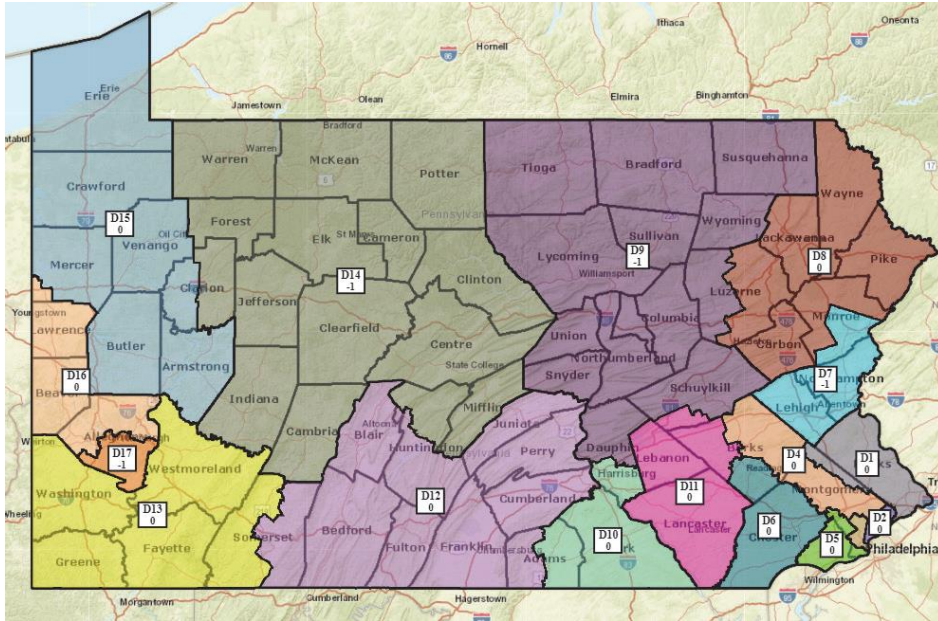 Ithaca
Oneonta
Hornell
Erie
Erie
Jamestown
Olean
Elmira
Binghamton
Bradford
Warren
Warren
McKean
Potter
Tioga
Bradford
Susquehanna
Wayne
Crawford
Forest
Wyoming
D15
0
Oil City
Venango
Elk
St Marys
Cameron
Pennsylvania
Lycoming
Sullivan
D9
-1
Williamsport
Lackawanna
D8
0
Pike
Mercer
Clarion
Jefferson
D14
-1
Clinton
Luzerne
Youngstown
Lawrence
Butler
Armstrong
Clearfield
Centre
State College
Union
Columbia
Northumberland
Snyder
Monroe
Carbon
D16
0
Beaver
Indiana
Mifflin
Schuylkill
D7
-1
Northampton
Lehigh
Allentown
Weirton
D17
-1
Cambria
Altoona
Blair
Huntingdon
Juniata
Perry
Dauphin
Harrisburg
Lebanon
Berks
Reading
D4
0
D1
0
Washington
Westmoreland
D13
0
D12
0
Cumberland
D11
0
Lancaster
Lancaster
Montgomery
Wheeling
Greene
Fayette
Somerset
Bedford
Fulton
Franklin
Chambersburg
Adams
D10
0
York
D6
0
Chester
D5
0
D2
0
Philadelphia
Wilmington
Morgantown
Cumberland
Hagerstown